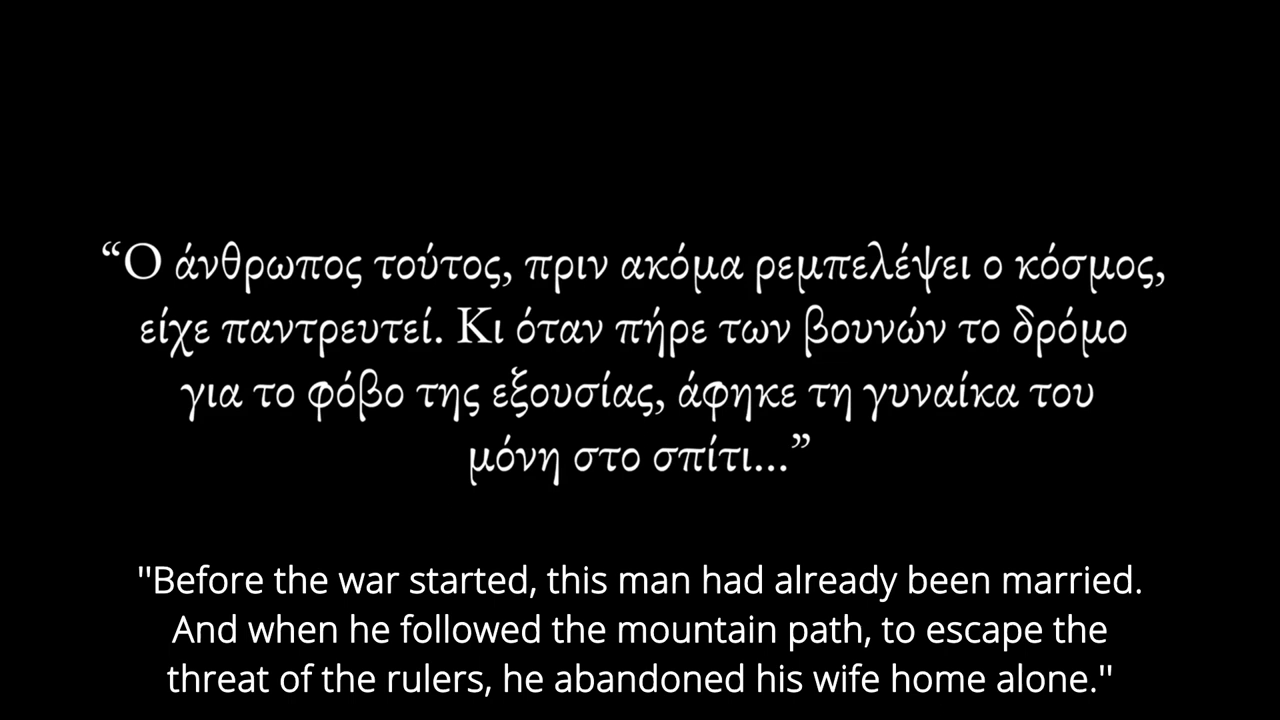 “Ο άνθρωπος τούτος, πριν ακόμα ρεμπελέψει ο κόσμος,
είχε παντρευτεί. Κι όταν πήρε των βουνών το δρόμο
για το φόβο της εξουσίας, άφηκε τη γυναίκα του
μόνη στο σπίτι...”
"Before the war started, this man had already been married.
And when he followed the mountain path, to escape the
threat of the rulers, he abandoned his wife home alone."